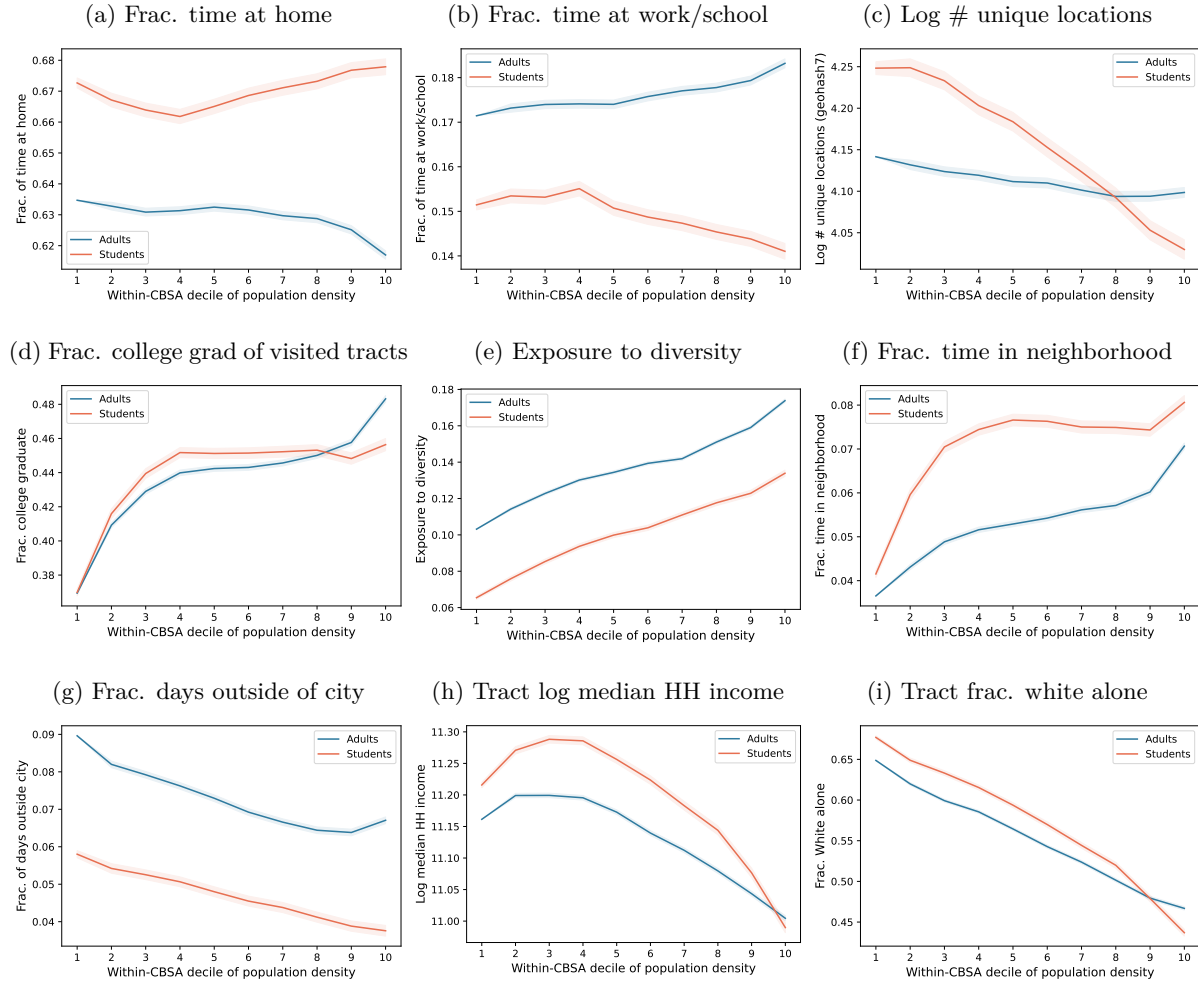 (a) Frac. time at home
Frac. of time at home
0.68
0.67
0.66
0.65
0.64
0.63
0.62
Adults
Students
1 2 3 4 5 6 7 8 9 10
Within-CBSA decile of population density
(b) Frac. time at work/school
Frac. of time at work/school
0.18
0.17
0.16
0.15
0.14
Adults
Students
1 2 3 4 5 6 7 8 9 10
Within-CBSA decile of population density
(c) Log # unique locations
Log # unique locations (geohash7)
4.25
4.20
4.15
4.10
4.05
Adults
Students
1 2 3 4 5 6 7 8 9 10
Within-CBSA decile of population density
(d) Frac. college grad of visited tracts
Frac. college graduate
0.48
0.46
0.44
0.42
0.40
0.38
Adults
Students
1 2 3 4 5 6 7 8 9 10
Within-CBSA decile of population density
(e) Exposure to diversity
Exposure to diversity
0.18
0.16
0.14
0.12
0.10
0.08
0.06
Adults
Students
1 2 3 4 5 6 7 8 9 10
Within-CBSA decile of population density
(f) Frac. time in neighborhood
Frac. time in neighborhood
0.08
0.07
0.06
0.05
0.04
Adults
Students
1 2 3 4 5 6 7 8 9 10
Within-CBSA decile of population density
(g) Frac. days outside of city
Frac. of days outside city
0.09
0.08
0.07
0.06
0.05
0.04
Adults
Students
1 2 3 4 5 6 7 8 9 10
Within-CBSA decile of population density
(h) Tract log median HH income
Log median HH income
11.30
11.25
11.20
11.15
11.10
11.05
11.00
Adults
Students
1 2 3 4 5 6 7 8 9 10
Within-CBSA decile of population density
(i) Tract frac. white alone
Frac. White alone
0.65
0.60
0.55
0.50
0.45
Adults
Students
1 2 3 4 5 6 7 8 9 10
Within-CBSA decile of population density